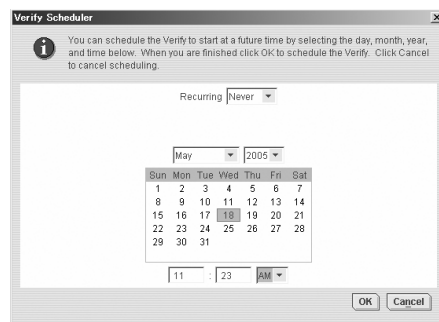 Verify Scheduler
You can schedule the Verify to start at a future time by selecting the day, month, year,
and time below. When you are finished click OK to schedule the Verify. Click Cancel
to cancel scheduling.
Recurring Never
May 2005
Sun Mon Tue Wed Thu Fri Sat
1 2 3 4 5 6 7
8 9 10 11 12 13 14
15 16 17 18 19 20 21
22 23 24 25 26 27 28
29 30 31
11 : 23 AM
OK Cancel